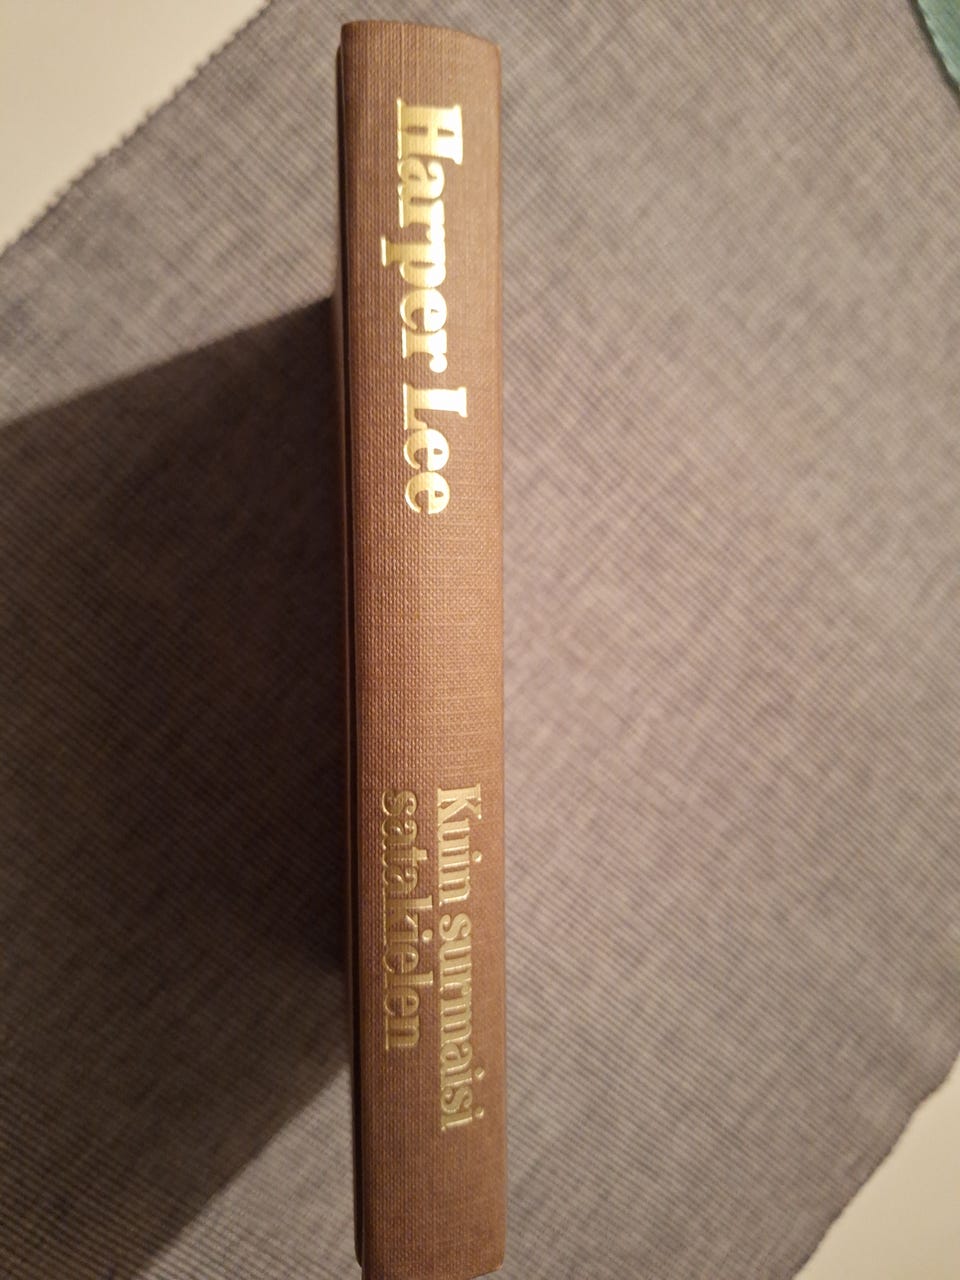 Harper Lee
Kuin surmaisi
satakielen